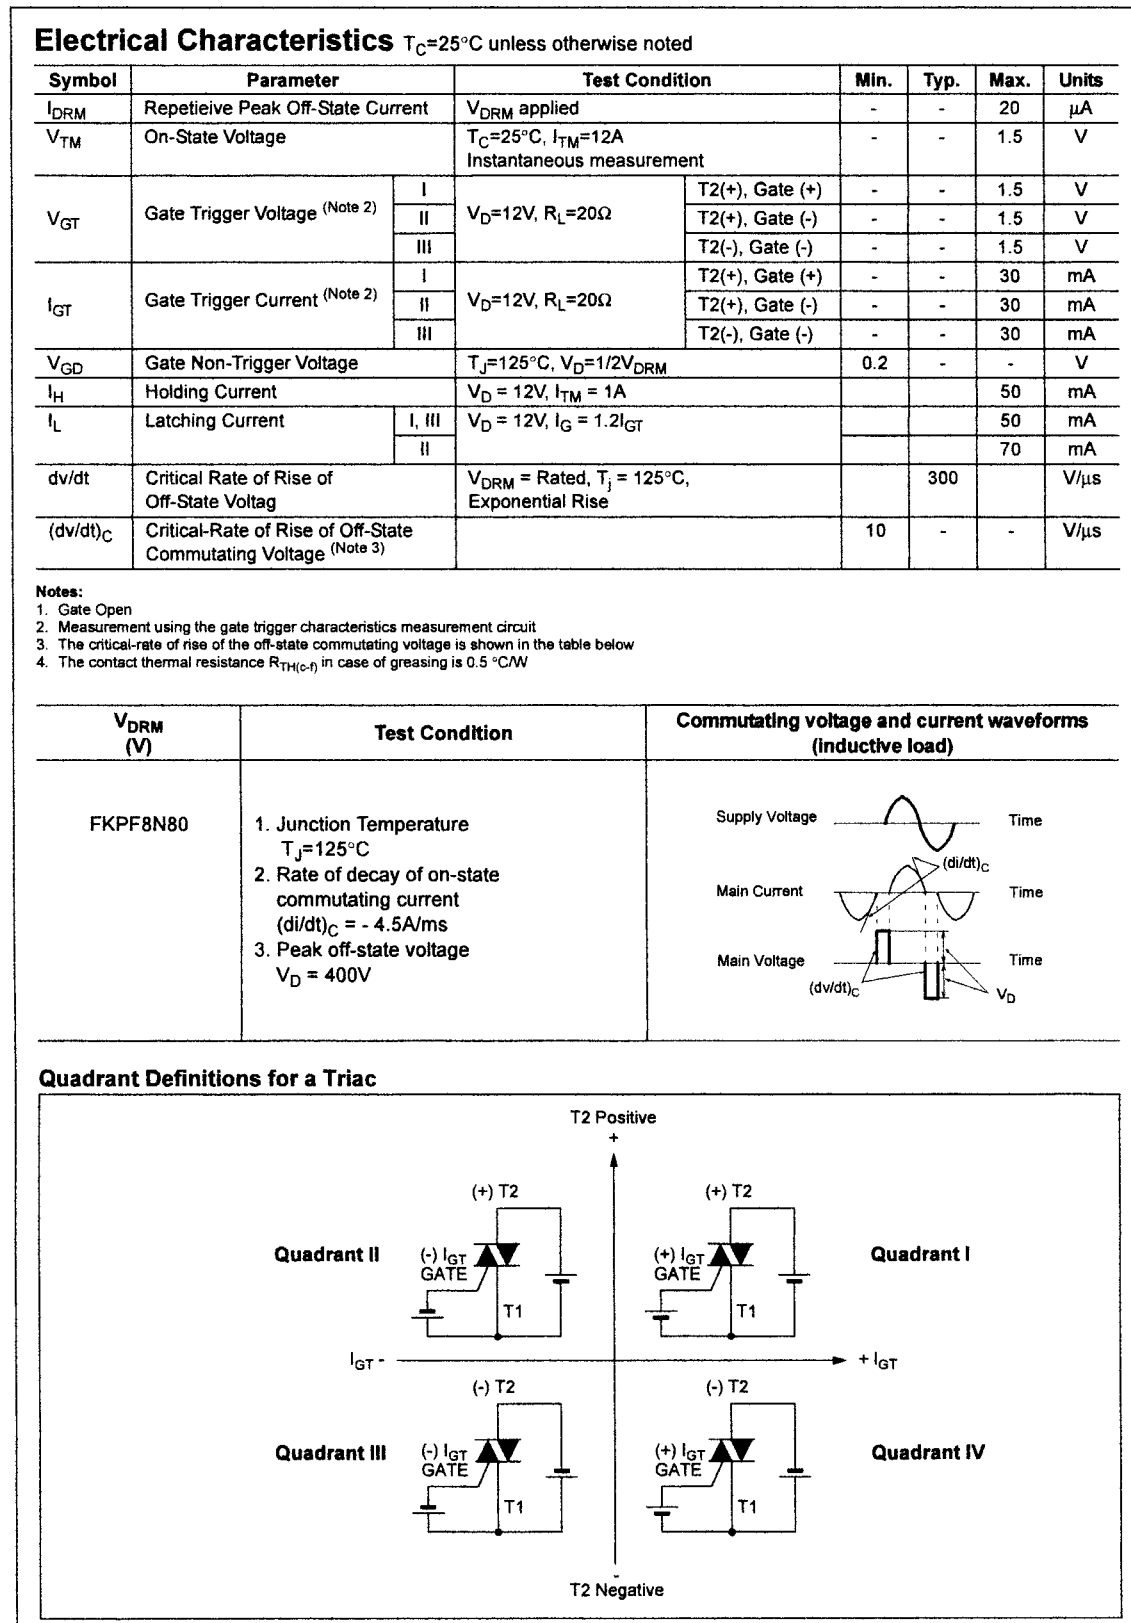 Electrical Characteristics T_C=25°C unless otherwise noted
Symbol Parameter Test Condition Min. Typ. Max. Units
I_DRM Repetieive Peak Off-State Current V_DRM applied - - 20 μA
V_TM On-State Voltage T_C=25°C, I_TM=12A - - 1.5 V
Instantaneous measurement
V_GT Gate Trigger Voltage (Note 2) I V_D=12V, R_L=20Ω T2(+), Gate (+) - - 1.5 V
II T2(+), Gate (-) - - 1.5 V
III T2(-), Gate (-) - - 1.5 V
I_GT Gate Trigger Current (Note 2) I V_D=12V, R_L=20Ω T2(+), Gate (+) - - 30 mA
II T2(+), Gate (-) - - 30 mA
III T2(-), Gate (-) - - 30 mA
V_GD Gate Non-Trigger Voltage T_J=125°C, V_D=1/2V_DRM 0.2 - - V
I_H Holding Current V_D = 12V, I_TM = 1A 50 mA
I_L Latching Current I, III V_D = 12V, I_G = 1.2I_GT 50 mA
II 70 mA
dv/dt Critical Rate of Rise of V_DRM = Rated, T_j = 125°C, 300 V/μs
Off-State Voltag Exponential Rise
(dv/dt)_C Critical-Rate of Rise of Off-State 10 - - V/μs
Commutating Voltage (Note 3)
Notes:
1. Gate Open
2. Measurement using the gate trigger characteristics measurement circuit
3. The critical-rate of rise of the off-state commutating voltage is shown in the table below
4. The contact thermal resistance R_TH(c-f) in case of greasing is 0.5 °C/W
V_DRM Test Condition Commutating voltage and current waveforms
(V) (inductive load)
FKPF8N80
1. Junction Temperature
T_J=125°C
2. Rate of decay of on-state
commutating current
(di/dt)_C = - 4.5A/ms
3. Peak off-state voltage
V_D = 400V
Supply Voltage Time
(di/dt)_C
Main Current Time
Main Voltage Time
(dv/dt)_C V_D
Quadrant Definitions for a Triac
T2 Positive
+
(+) T2 (+) T2
Quadrant II (-) I_GT (+) I_GT Quadrant I
GATE GATE
T1 T1
I_GT - + I_GT
(-) T2 (-) T2
Quadrant III (-) I_GT (+) I_GT Quadrant IV
GATE GATE
T1 T1
-
T2 Negative